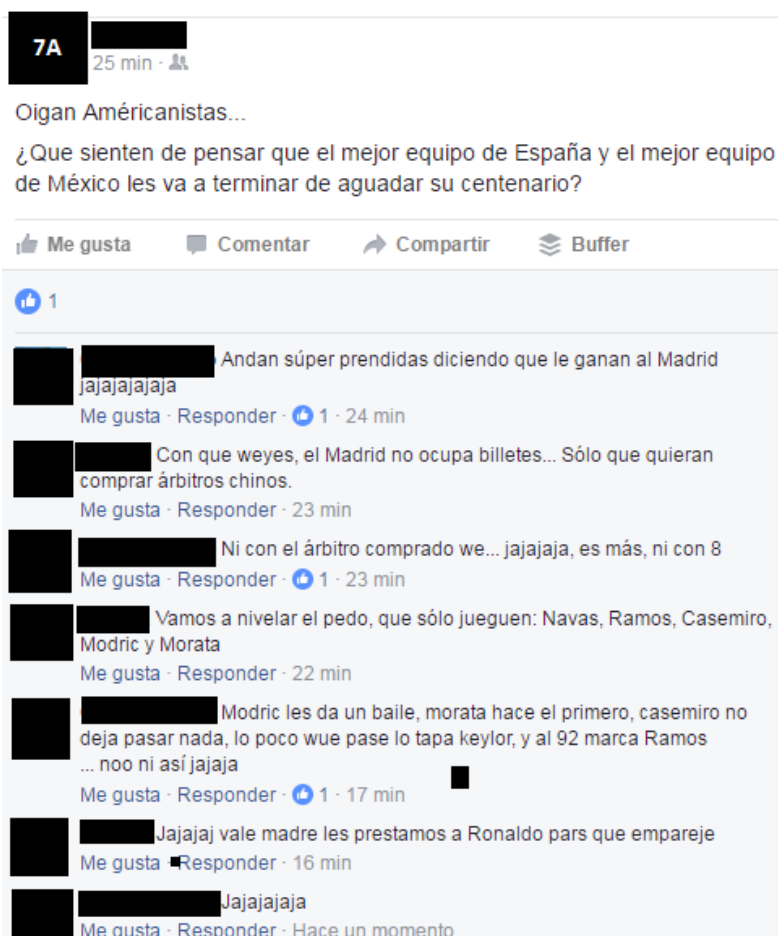 7A
25 min ·
Oigan Américanistas...
¿Que sienten de pensar que el mejor equipo de España y el mejor equipo
de México les va a terminar de aguadar su centenario?
Me gusta Comentar Compartir Buffer
1
Andan súper prendidas diciendo que le ganan al Madrid
jajajajajaja
Me gusta · Responder · 1 · 24 min
Con que weyes, el Madrid no ocupa billetes... Sólo que quieran
comprar árbitros chinos.
Me gusta · Responder · 23 min
Ni con el árbitro comprado we... jajajaja, es más, ni con 8
Me gusta · Responder · 1 · 23 min
Vamos a nivelar el pedo, que sólo jueguen: Navas, Ramos, Casemiro,
Modric y Morata
Me gusta · Responder · 22 min
Modric les da un baile, morata hace el primero, casemiro no
deja pasar nada, lo poco wue pase lo tapa keylor, y al 92 marca Ramos
... noo ni así jajaja
Me gusta · Responder · 1 · 17 min
Jajajaj vale madre les prestamos a Ronaldo pars que empareje
Me gusta Responder · 16 min
Jajajajaja
Me gusta · Responder · Hace un momento